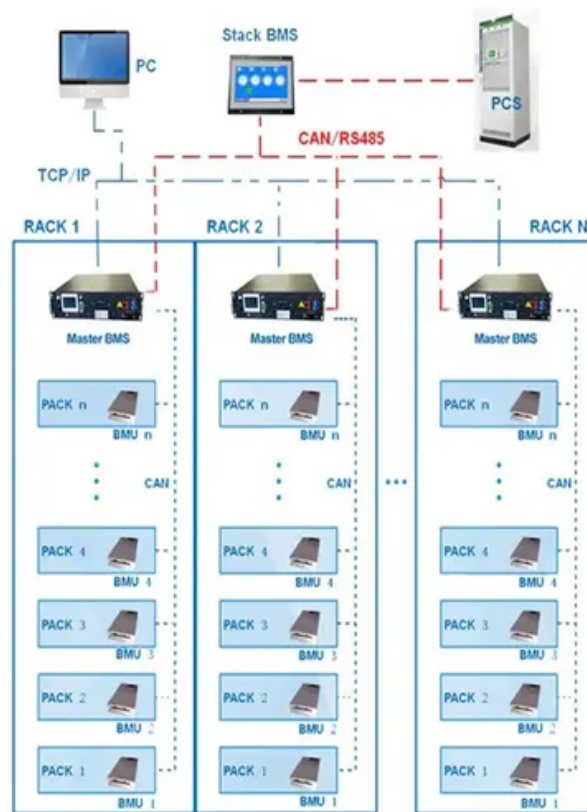 Stack BMS
PC
PCS
CAN/RS485
TCP/IP
RACK 1
RACK 2
RACK N
Master BMS
Master BMS
Master BMS
PACK n
BMU n
PACK n
BMU n
PACK n
BMU n
CAN
CAN
CAN
PACK 4
BMU 4
PACK 4
BMU 4
PACK 4
BMU 4
PACK 3
BMU 3
PACK 3
BMU 3
PACK 3
BMU 3
PACK 2
BMU 2
PACK 2
BMU 2
PACK 2
BMU 2
PACK 1
BMU 1
PACK 1
BMU 1
PACK 1
BMU 1